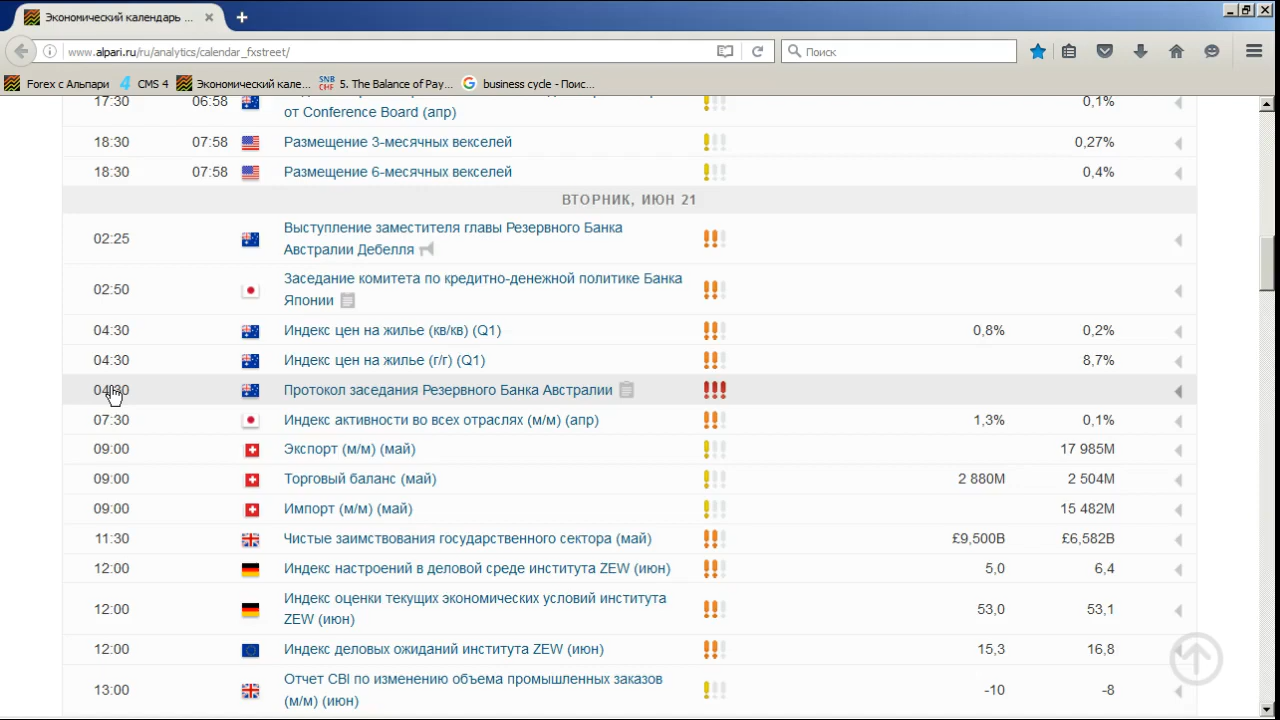 Экономический календарь ...
www.alpari.ru/ru/analytics/calendar_fxstreet/
Поиск
Forex с Альпари
CMS 4
Экономический кале...
SNB
5. The Balance of Pay...
business cycle - Поис...
17:30 06:58 0,1%
от Conference Board (апр)
18:30 07:58 Размещение 3-месячных векселей 0,27%
18:30 07:58 Размещение 6-месячных векселей 0,4%
ВТОРНИК, ИЮН 21
02:25 Выступление заместителя главы Резервного Банка
Австралии Дебелля
02:50 Заседание комитета по кредитно-денежной политике Банка
Японии
04:30 Индекс цен на жилье (кв/кв) (Q1) 0,8% 0,2%
04:30 Индекс цен на жилье (г/г) (Q1) 8,7%
Протокол заседания Резервного Банка Австралии
07:30 Индекс активности во всех отраслях (м/м) (апр) 1,3% 0,1%
09:00 Экспорт (м/м) (май) 17 985M
09:00 Торговый баланс (май) 2 880M 2 504M
09:00 Импорт (м/м) (май) 15 482M
11:30 Чистые заимствования государственного сектора (май) £9,500B £6,582B
12:00 Индекс настроений в деловой среде института ZEW (июн) 5,0 6,4
12:00 Индекс оценки текущих экономических условий института 53,0 53,1
ZEW (июн)
12:00 Индекс деловых ожиданий института ZEW (июн) 15,3 16,8
13:00 Отчет CBI по изменению объема промышленных заказов -10 -8
(м/м) (июн)